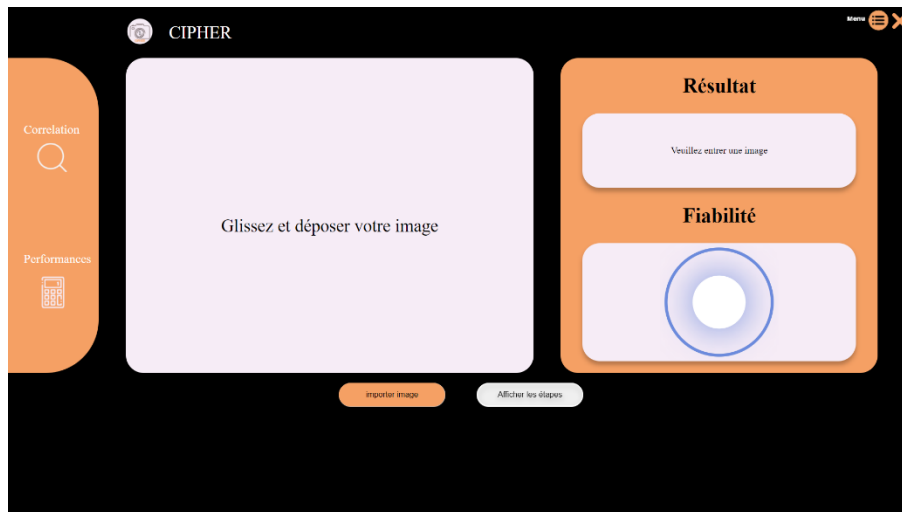 CIPHER
Menu
Correlation
Performances
Glissez et déposer votre image
Résultat
Veuillez entrer une image
Fiabilité
importer image
Afficher les étapes